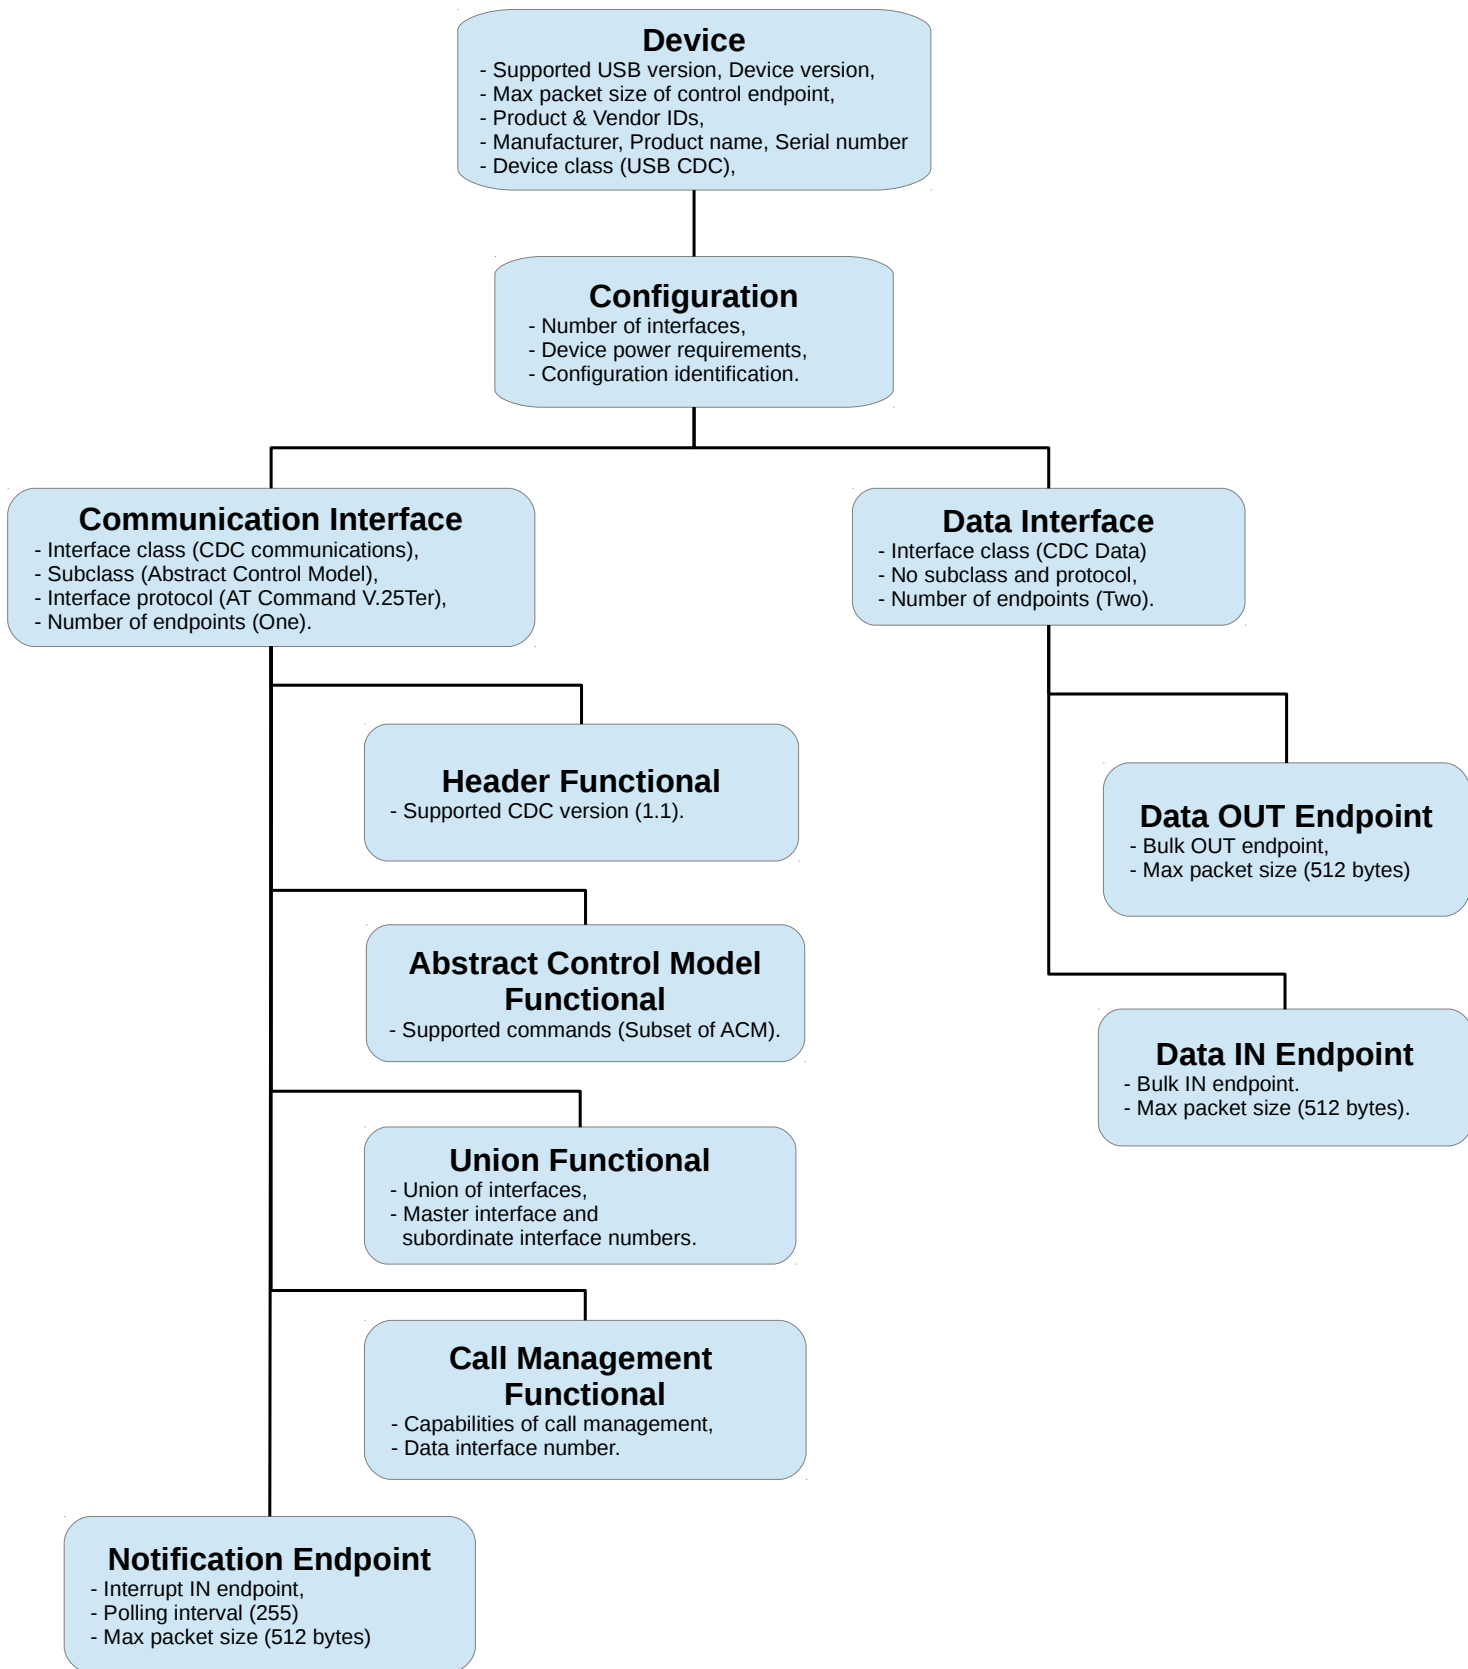 Device
- Supported USB version, Device version,
- Max packet size of control endpoint,
- Product & Vendor IDs,
- Manufacturer, Product name, Serial number
- Device class (USB CDC),
Configuration
- Number of interfaces,
- Device power requirements,
- Configuration identification.
Communication Interface
- Interface class (CDC communications),
- Subclass (Abstract Control Model),
- Interface protocol (AT Command V.25Ter),
- Number of endpoints (One).
Data Interface
- Interface class (CDC Data)
- No subclass and protocol,
- Number of endpoints (Two).
Header Functional
- Supported CDC version (1.1).
Data OUT Endpoint
- Bulk OUT endpoint,
- Max packet size (512 bytes)
Abstract Control Model
Functional
- Supported commands (Subset of ACM).
Data IN Endpoint
- Bulk IN endpoint.
- Max packet size (512 bytes).
Union Functional
- Union of interfaces,
- Master interface and
subordinate interface numbers.
Call Management
Functional
- Capabilities of call management,
- Data interface number.
Notification Endpoint
- Interrupt IN endpoint,
- Polling interval (255)
- Max packet size (512 bytes)